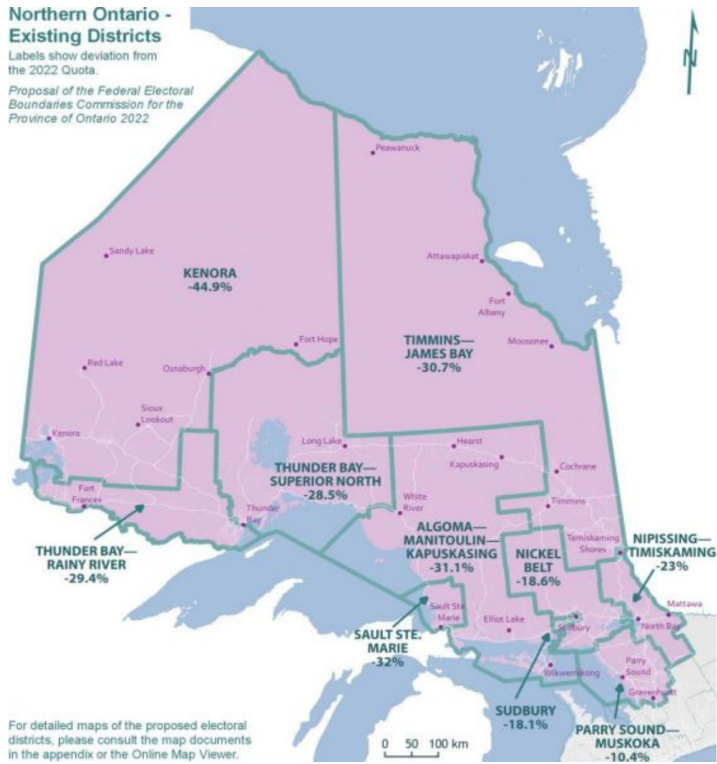 Northern Ontario -
Existing Districts
Labels show deviation from
the 2022 Quota.
Proposal of the Federal Electoral
Boundaries Commission for the
Province of Ontario 2022
N
Peawanuck
Sandy Lake
Attawapiskat
KENORA
-44.9%
Fort
Albany
Fort Hope
TIMMINS—
JAMES BAY
-30.7%
Moosonee
Red Lake
Osnaburgh
Sioux
Lookout
Kenora
Long Lake
Hearst
Kapuskasing
Cochrane
THUNDER BAY—
SUPERIOR NORTH
-28.5%
Fort
Frances
White
River
Timmins
Thunder
Bay
ALGOMA—
MANITOULIN—
KAPUSKASING
-31.1%
Temiskaming
Shores
NIPISSING—
TIMISKAMING
-23%
THUNDER BAY—
RAINY RIVER
-29.4%
NICKEL
BELT
-18.6%
Sault Ste.
Marie
Elliot Lake
Sudbury
Mattawa
North Bay
SAULT STE.
MARIE
-32%
Wikwemikong
Parry
Sound
Gravenhurst
SUDBURY
-18.1%
PARRY SOUND—
MUSKOKA
-10.4%
For detailed maps of the proposed electoral
districts, please consult the map documents
in the appendix or the Online Map Viewer.
0 50 100 km